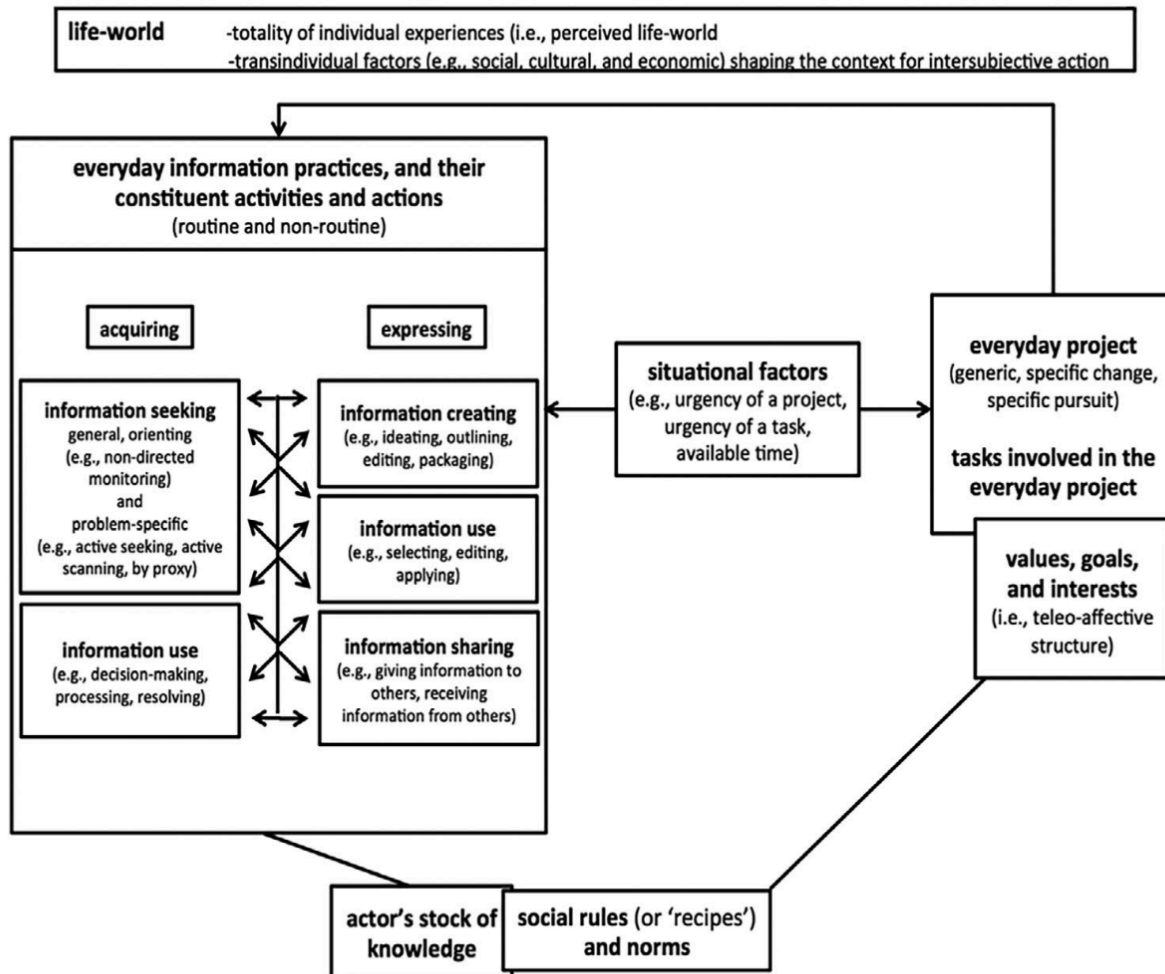 life-world -totality of individual experiences (i.e., perceived life-world
-transindividual factors (e.g., social, cultural, and economic) shaping the context for intersubjective action
everyday information practices, and their
constituent activities and actions
(routine and non-routine)
acquiring
expressing
information seeking
general, orienting
(e.g., non-directed
monitoring)
and
problem-specific
(e.g., active seeking, active
scanning, by proxy)
information use
(e.g., decision-making,
processing, resolving)
information creating
(e.g., ideating, outlining,
editing, packaging)
information use
(e.g., selecting, editing,
applying)
information sharing
(e.g., giving information to
others, receiving
information from others)
situational factors
(e.g., urgency of a project,
urgency of a task,
available time)
everyday project
(generic, specific change,
specific pursuit)
tasks involved in the
everyday project
values, goals,
and interests
(i.e., teleo-affective
structure)
actor's stock of
knowledge
social rules (or 'recipes')
and norms